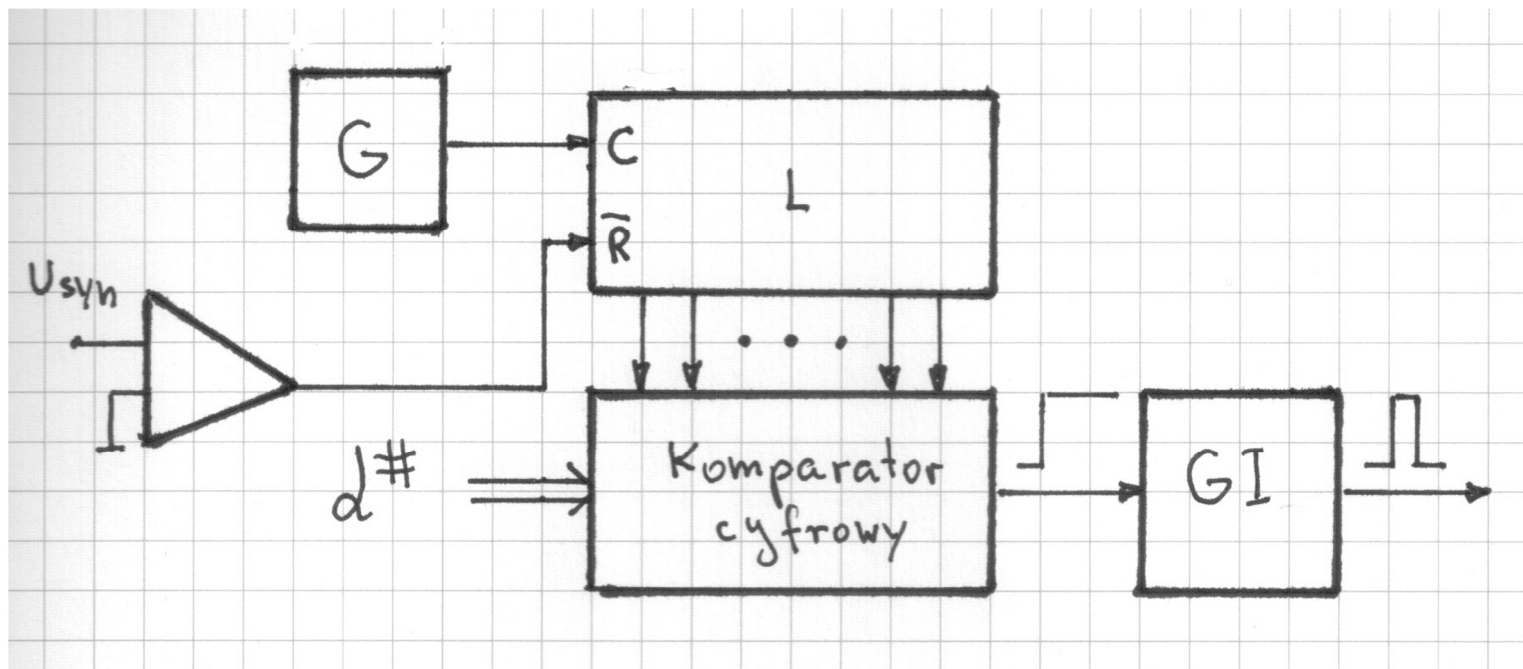 G
C
L
R̅
Usyn
d#
Komparator
cyfrowy
GI